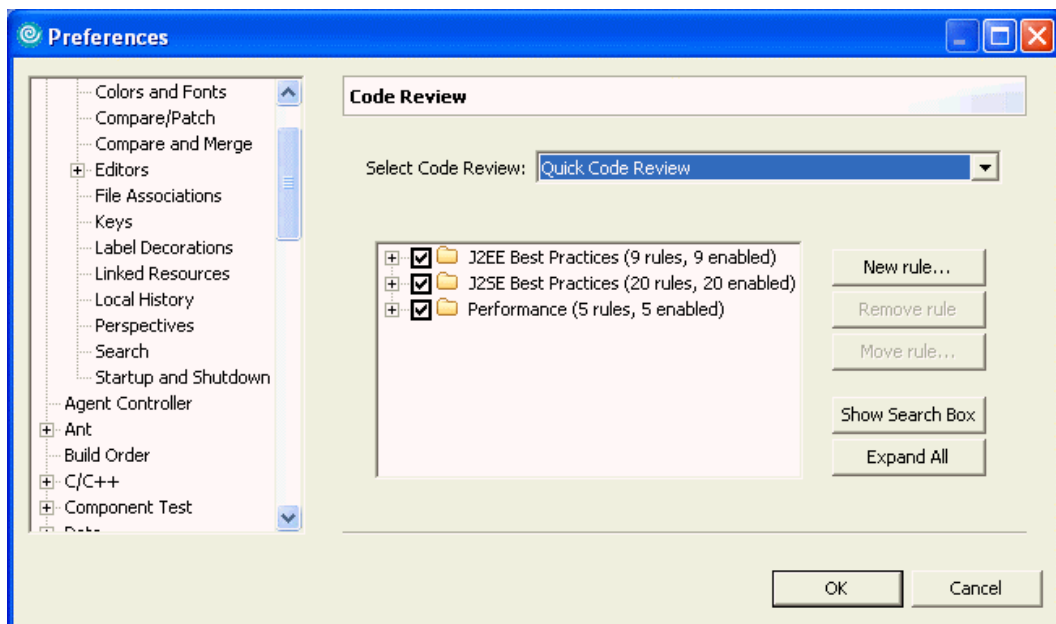 Preferences
Colors and Fonts
Compare/Patch
Compare and Merge
Editors
File Associations
Keys
Label Decorations
Linked Resources
Local History
Perspectives
Search
Startup and Shutdown
Agent Controller
Ant
Build Order
C/C++
Component Test
Code Review
Select Code Review: Quick Code Review
J2EE Best Practices (9 rules, 9 enabled)
J2SE Best Practices (20 rules, 20 enabled)
Performance (5 rules, 5 enabled)
New rule...
Remove rule
Move rule...
Show Search Box
Expand All
OK
Cancel